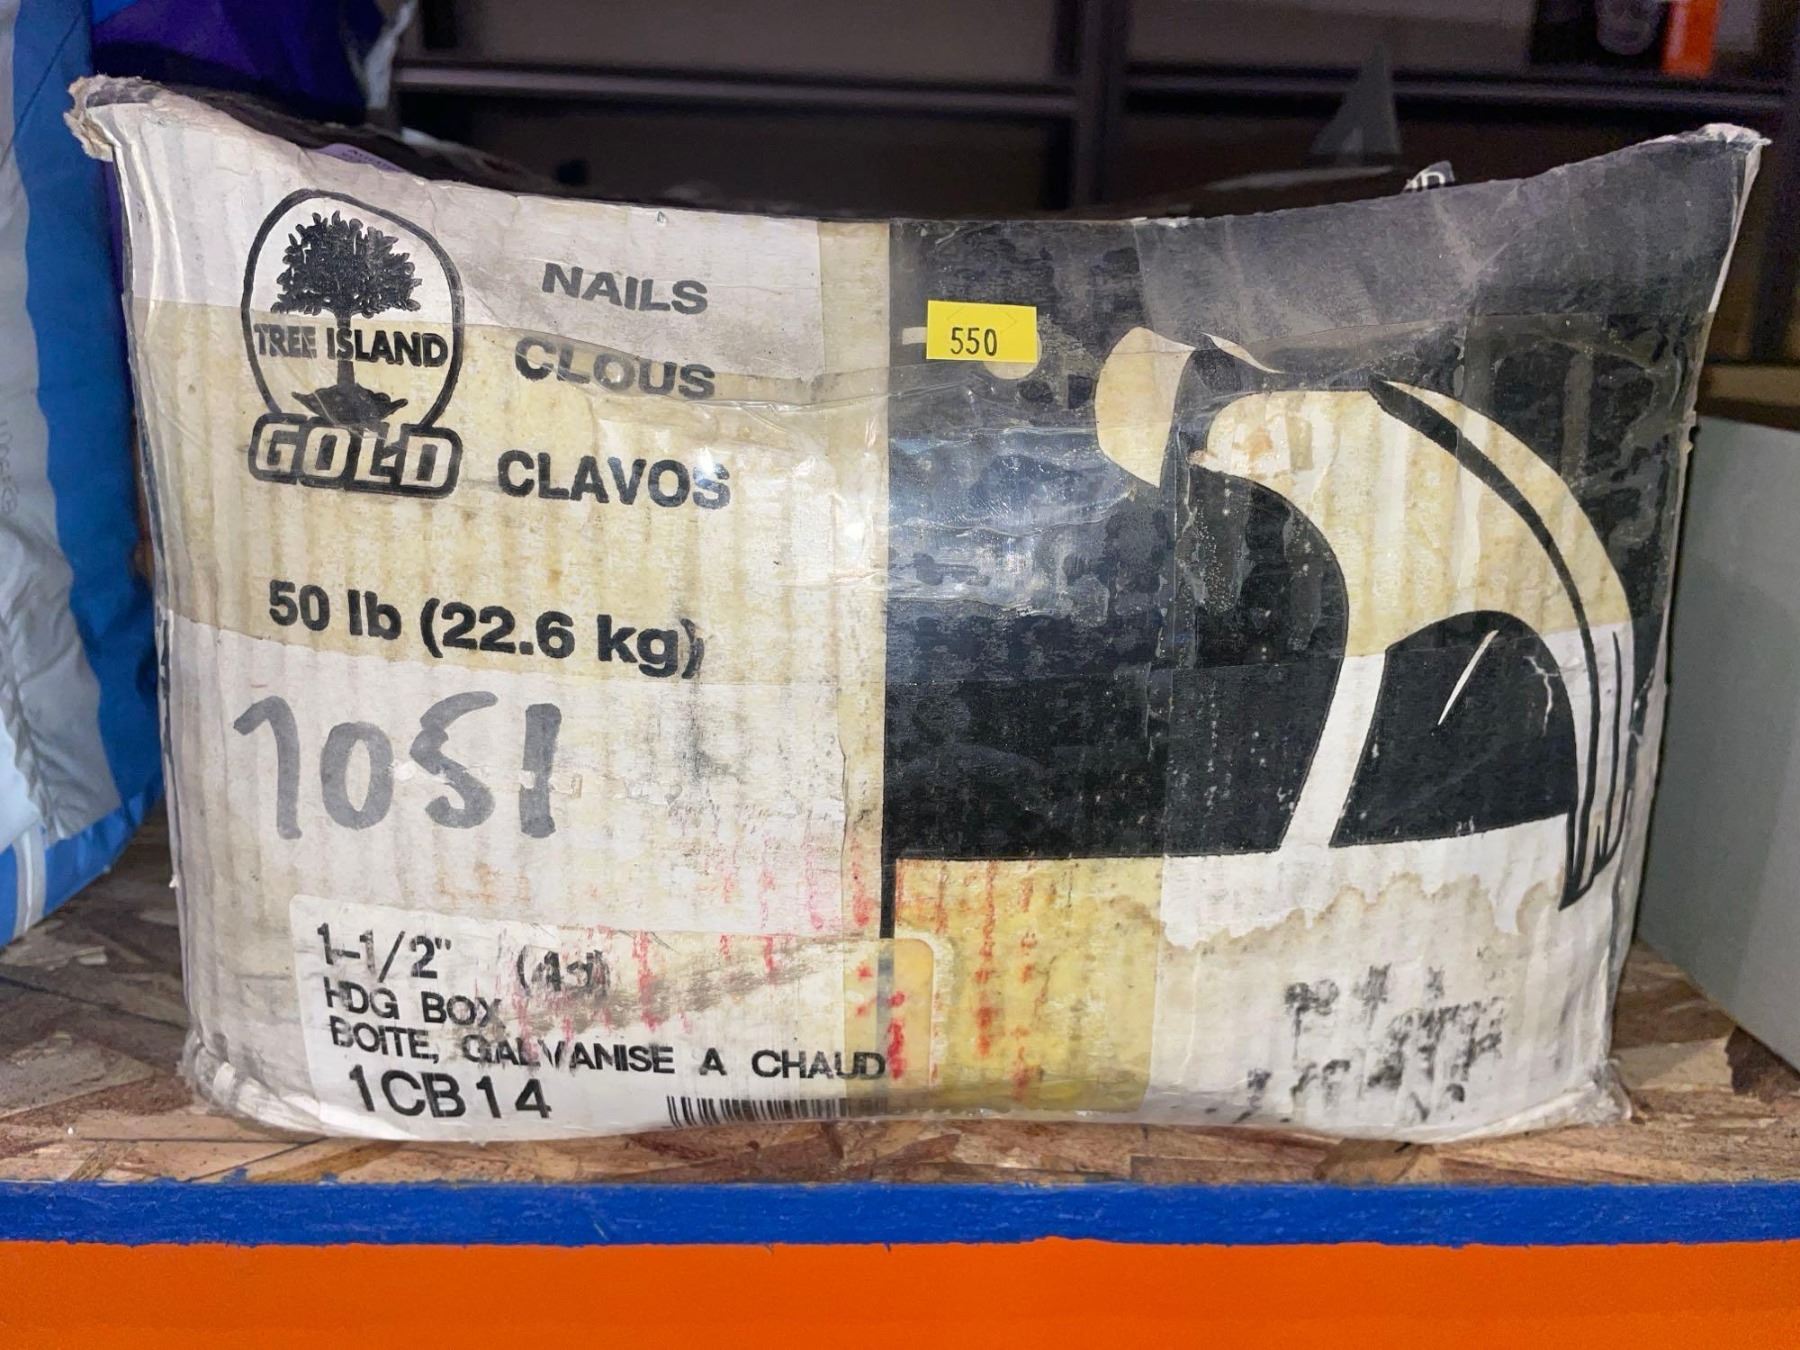 TREE ISLAND
GOLD
NAILS
CLOUS
CLAVOS
550
50 lb (22.6 kg)
1051
1-1/2" (4d)
HDG BOX
BOITE, GALVANISE A CHAUD
1CB14